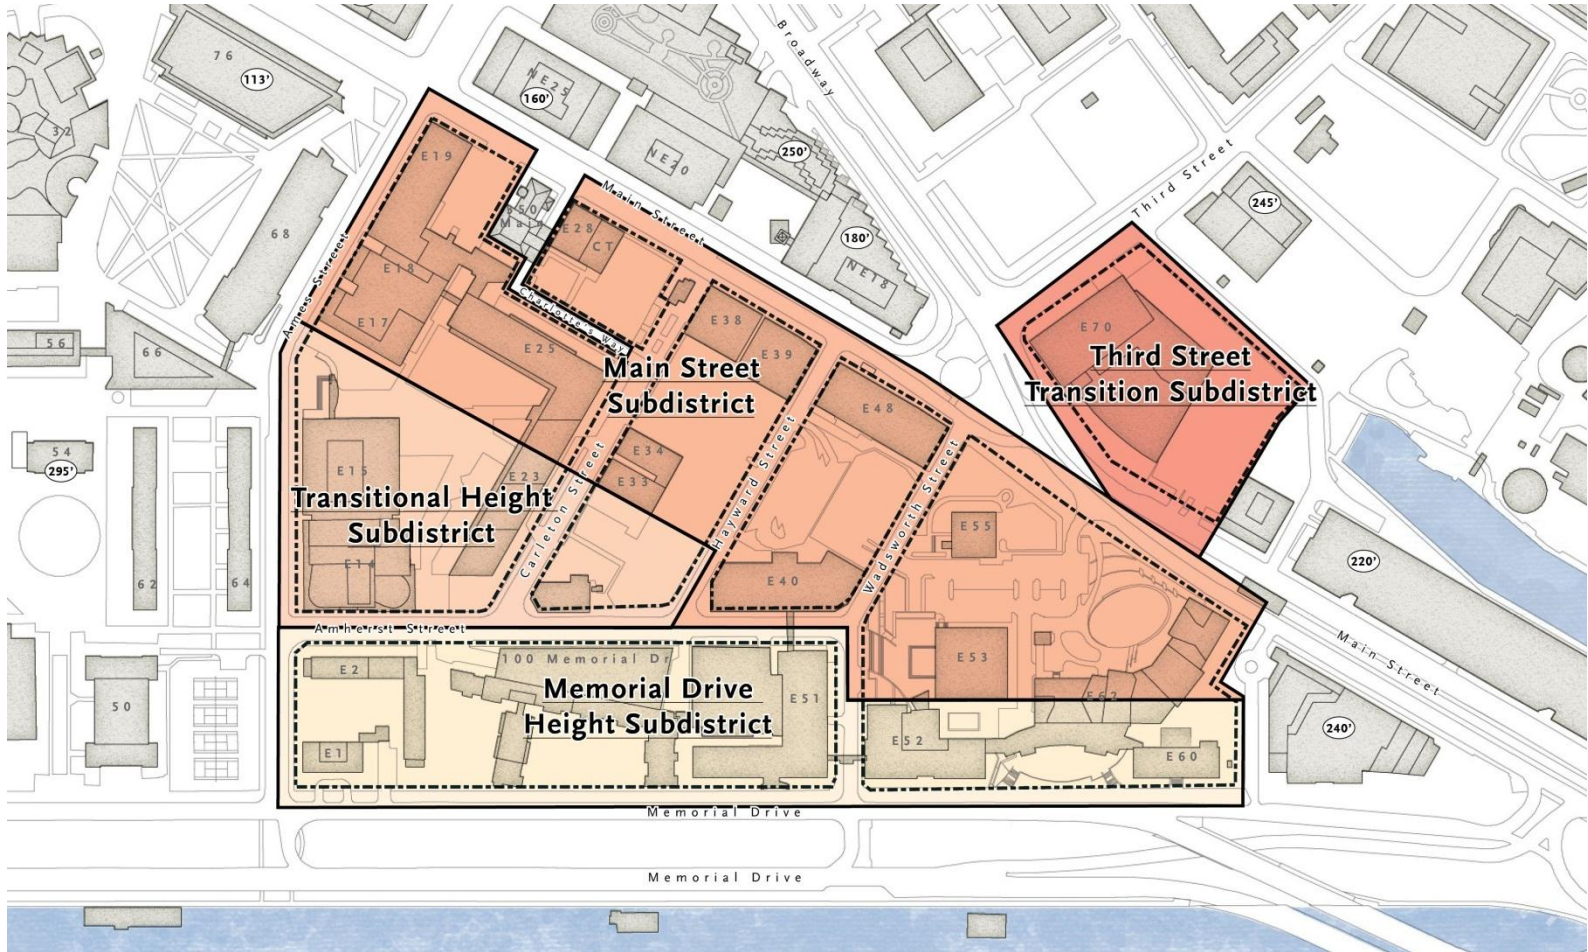 Broadway
76
113'
NE25
160'
32
NE20
250'
E19
Third Street
68
350
Main
Main Street
245'
E28
CT
180'
NE18
Ames Street
E18
E17
Charlotte's Way
E38
E39
E25
E70
56
66
Main Street
Subdistrict
Third Street
Transition Subdistrict
E48
54
295'
E34
E33
E15
E23
Hayward Street
Wadsworth Street
Transitional Height
Subdistrict
Carleton Street
E55
220'
62
64
E14
E40
Amherst Street
E53
Main Street
E2
100 Memorial Dr
Memorial Drive
Height Subdistrict
E51
E62
50
E52
240'
E1
E60
Memorial Drive
Memorial Drive